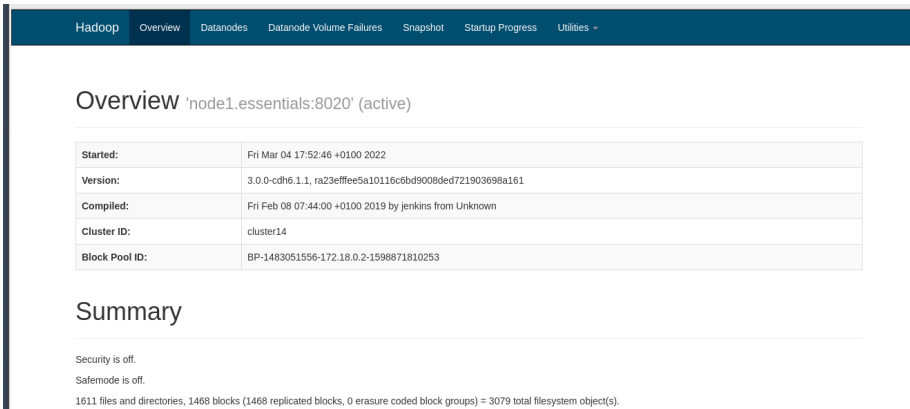 Hadoop Overview Datanodes Datanode Volume Failures Snapshot Startup Progress Utilities
Overview 'node1.essentials:8020' (active)
Started: Fri Mar 04 17:52:46 +0100 2022
Version: 3.0.0-cdh6.1.1, ra23efffee5a10116c6bd9008ded721903698a161
Compiled: Fri Feb 08 07:44:00 +0100 2019 by jenkins from Unknown
Cluster ID: cluster14
Block Pool ID: BP-1483051556-172.18.0.2-1598871810253
Summary
Security is off.
Safemode is off.
1611 files and directories, 1468 blocks (1468 replicated blocks, 0 erasure coded block groups) = 3079 total filesystem object(s).